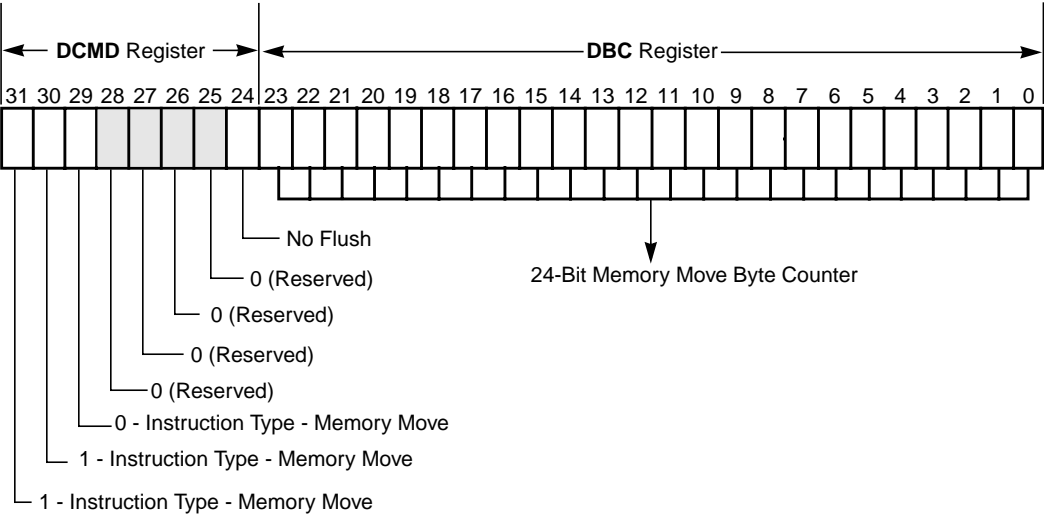 DCMD Register DBC Register
31 30 29 28 27 26 25 24 23 22 21 20 19 18 17 16 15 14 13 12 11 10 9 8 7 6 5 4 3 2 1 0
No Flush
24-Bit Memory Move Byte Counter
0 (Reserved)
0 (Reserved)
0 (Reserved)
0 (Reserved)
0 - Instruction Type - Memory Move
1 - Instruction Type - Memory Move
1 - Instruction Type - Memory Move